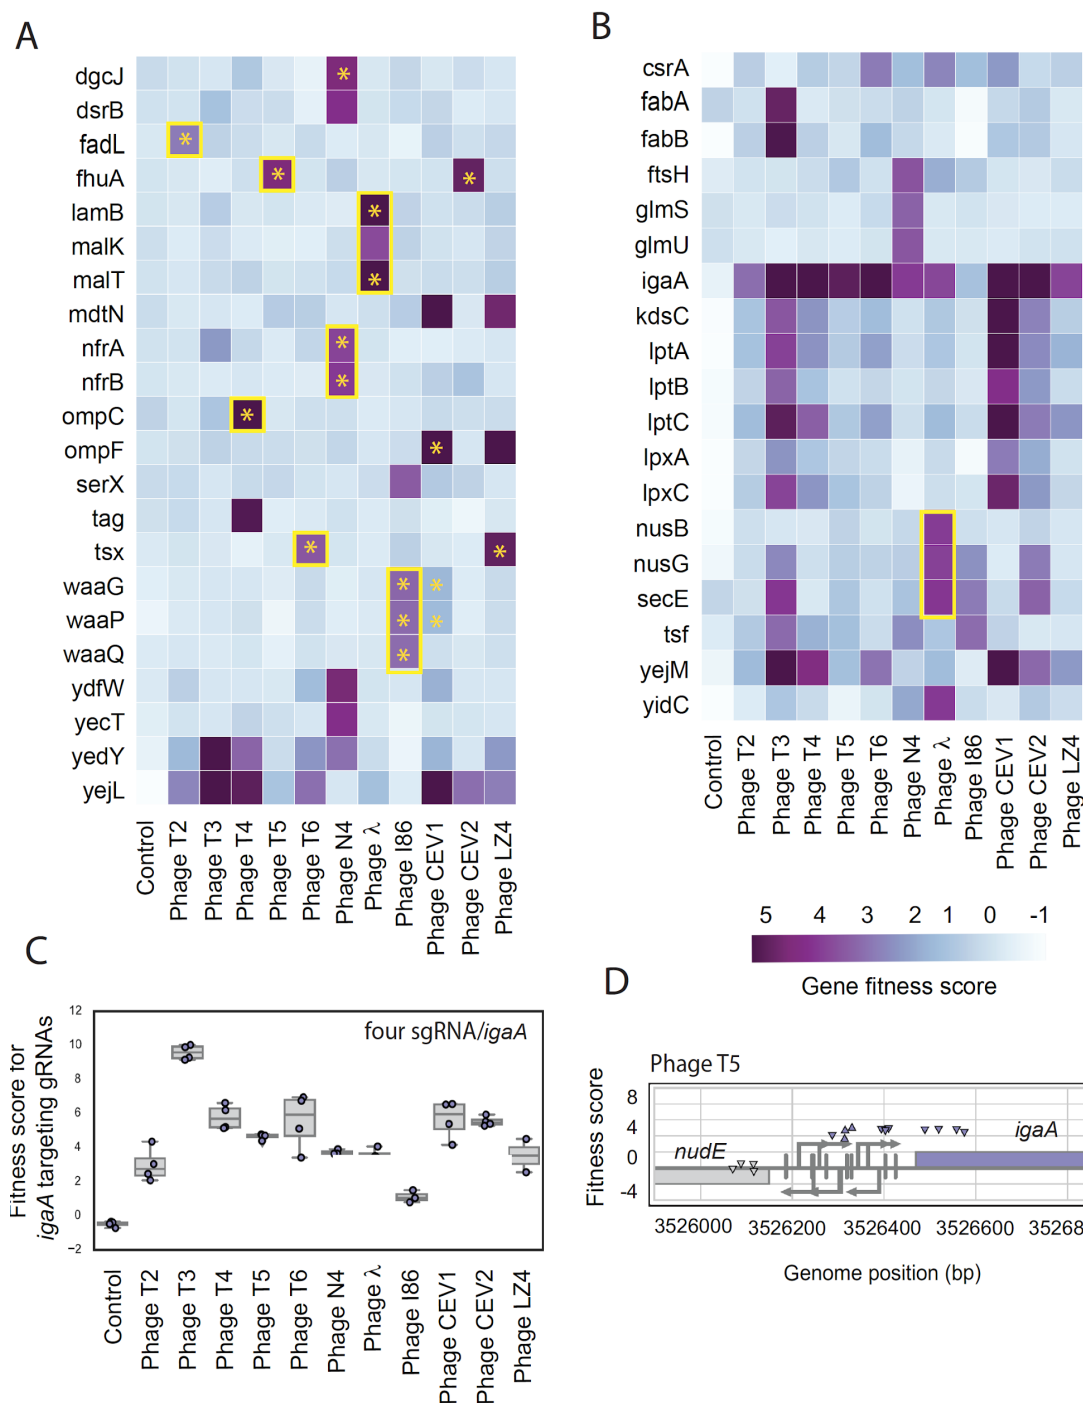 A
dgcJ
dsrB
fadL
fhuA
lamB
malK
malT
mdtN
nfrA
nfrB
ompC
ompF
serX
tag
tsx
waaG
waaP
waaQ
ydfW
yecT
yedY
yejL
Control
Phage T2
Phage T3
Phage T4
Phage T5
Phage T6
Phage N4
Phage λ
Phage I86
Phage CEV1
Phage CEV2
Phage LZ4
B
csrA
fabA
fabB
ftsH
glmS
glmU
igaA
kdsC
lptA
lptB
lptC
lpxA
lpxC
nusB
nusG
secE
tsf
yejM
yidC
Control
Phage T2
Phage T3
Phage T4
Phage T5
Phage T6
Phage N4
Phage λ
Phage I86
Phage CEV1
Phage CEV2
Phage LZ4
5 4 3 2 1 0 -1
Gene fitness score
C
Fitness score for
igaA targeting gRNAs
12
10
8
6
4
2
0
−2
four sgRNA/igaA
Control
Phage T2
Phage T3
Phage T4
Phage T5
Phage T6
Phage N4
Phage λ
Phage I86
Phage CEV1
Phage CEV2
Phage LZ4
D
Phage T5
Fitness score
8
4
0
-4
nudE
igaA
3526000 3526200 3526400 3526600 35268
Genome position (bp)